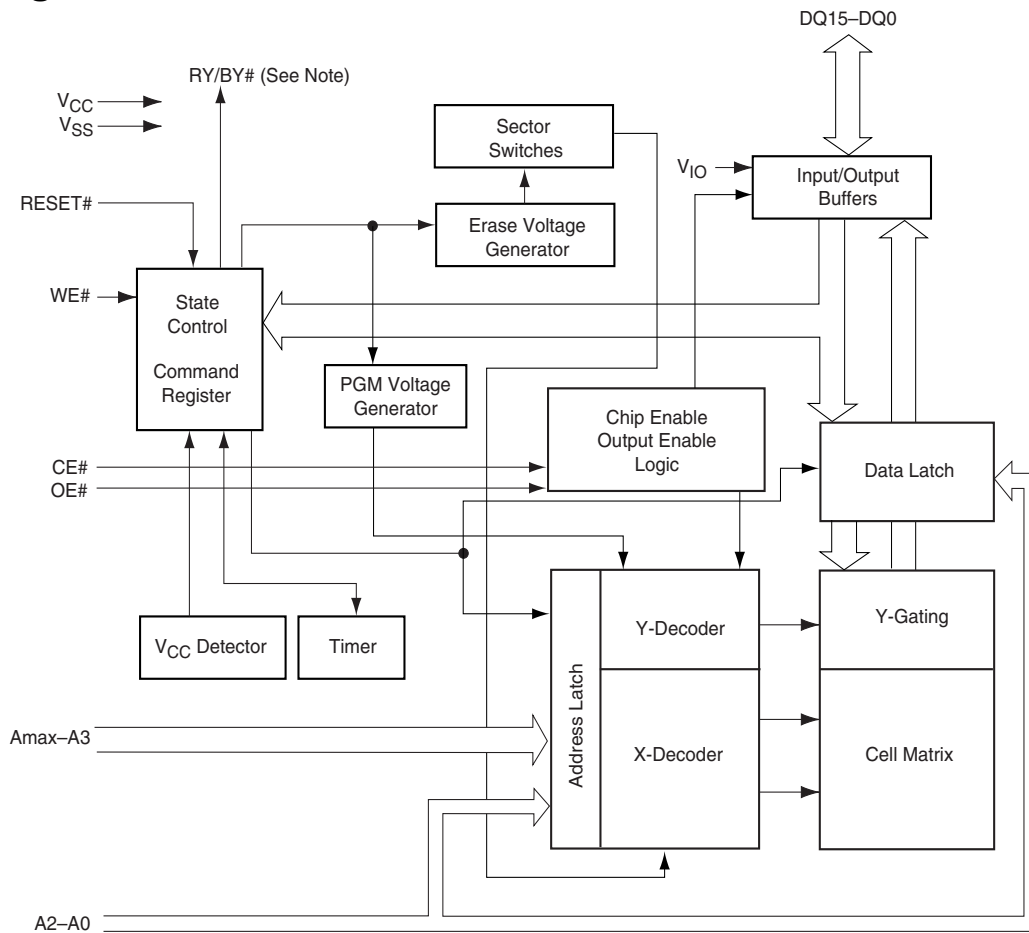 DQ15–DQ0
RY/BY# (See Note)
VCC
VSS
Sector
Switches
VIO
Input/Output
Buffers
RESET#
Erase Voltage
Generator
WE#
State
Control
Command
Register
PGM Voltage
Generator
Chip Enable
Output Enable
Logic
CE#
OE#
Data Latch
VCC Detector
Timer
Address Latch
Y-Decoder
Y-Gating
Amax–A3
X-Decoder
Cell Matrix
A2–A0